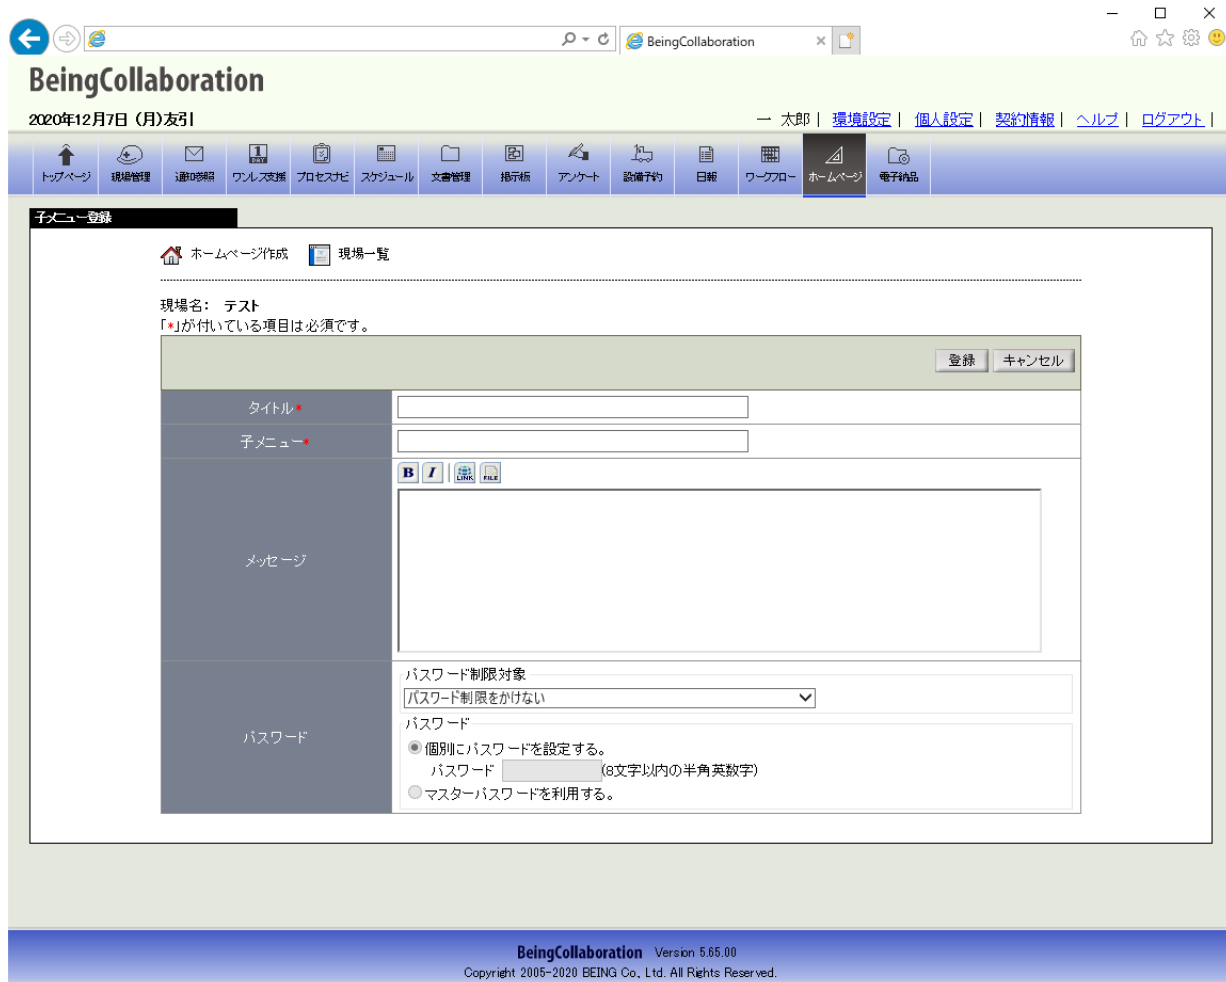 BeingCollaboration
BeingCollaboration
2020年12月7日 (月)友引
一 太郎 | 環境設定 | 個人設定 | 契約情報 | ヘルプ | ログアウト |
トップページ 現場管理 通知参照 ワンレス支援 プロセスナビ スケジュール 文書管理 掲示板 アンケート 設備予約 日報 ワークフロー ホームページ 電子納品
子メニュー登録
ホームページ作成 現場一覧
現場名： テスト
「*」が付いている項目は必須です。
登録 キャンセル
タイトル*
子メニュー*
B I LINK FILE
メッセージ
パスワード
パスワード制限対象
パスワード制限をかけない
パスワード
個別にパスワードを設定する。
パスワード (8文字以内の半角英数字)
マスターパスワードを利用する。
BeingCollaboration Version 5.65.00
Copyright 2005-2020 BEING Co., Ltd. All Rights Reserved.